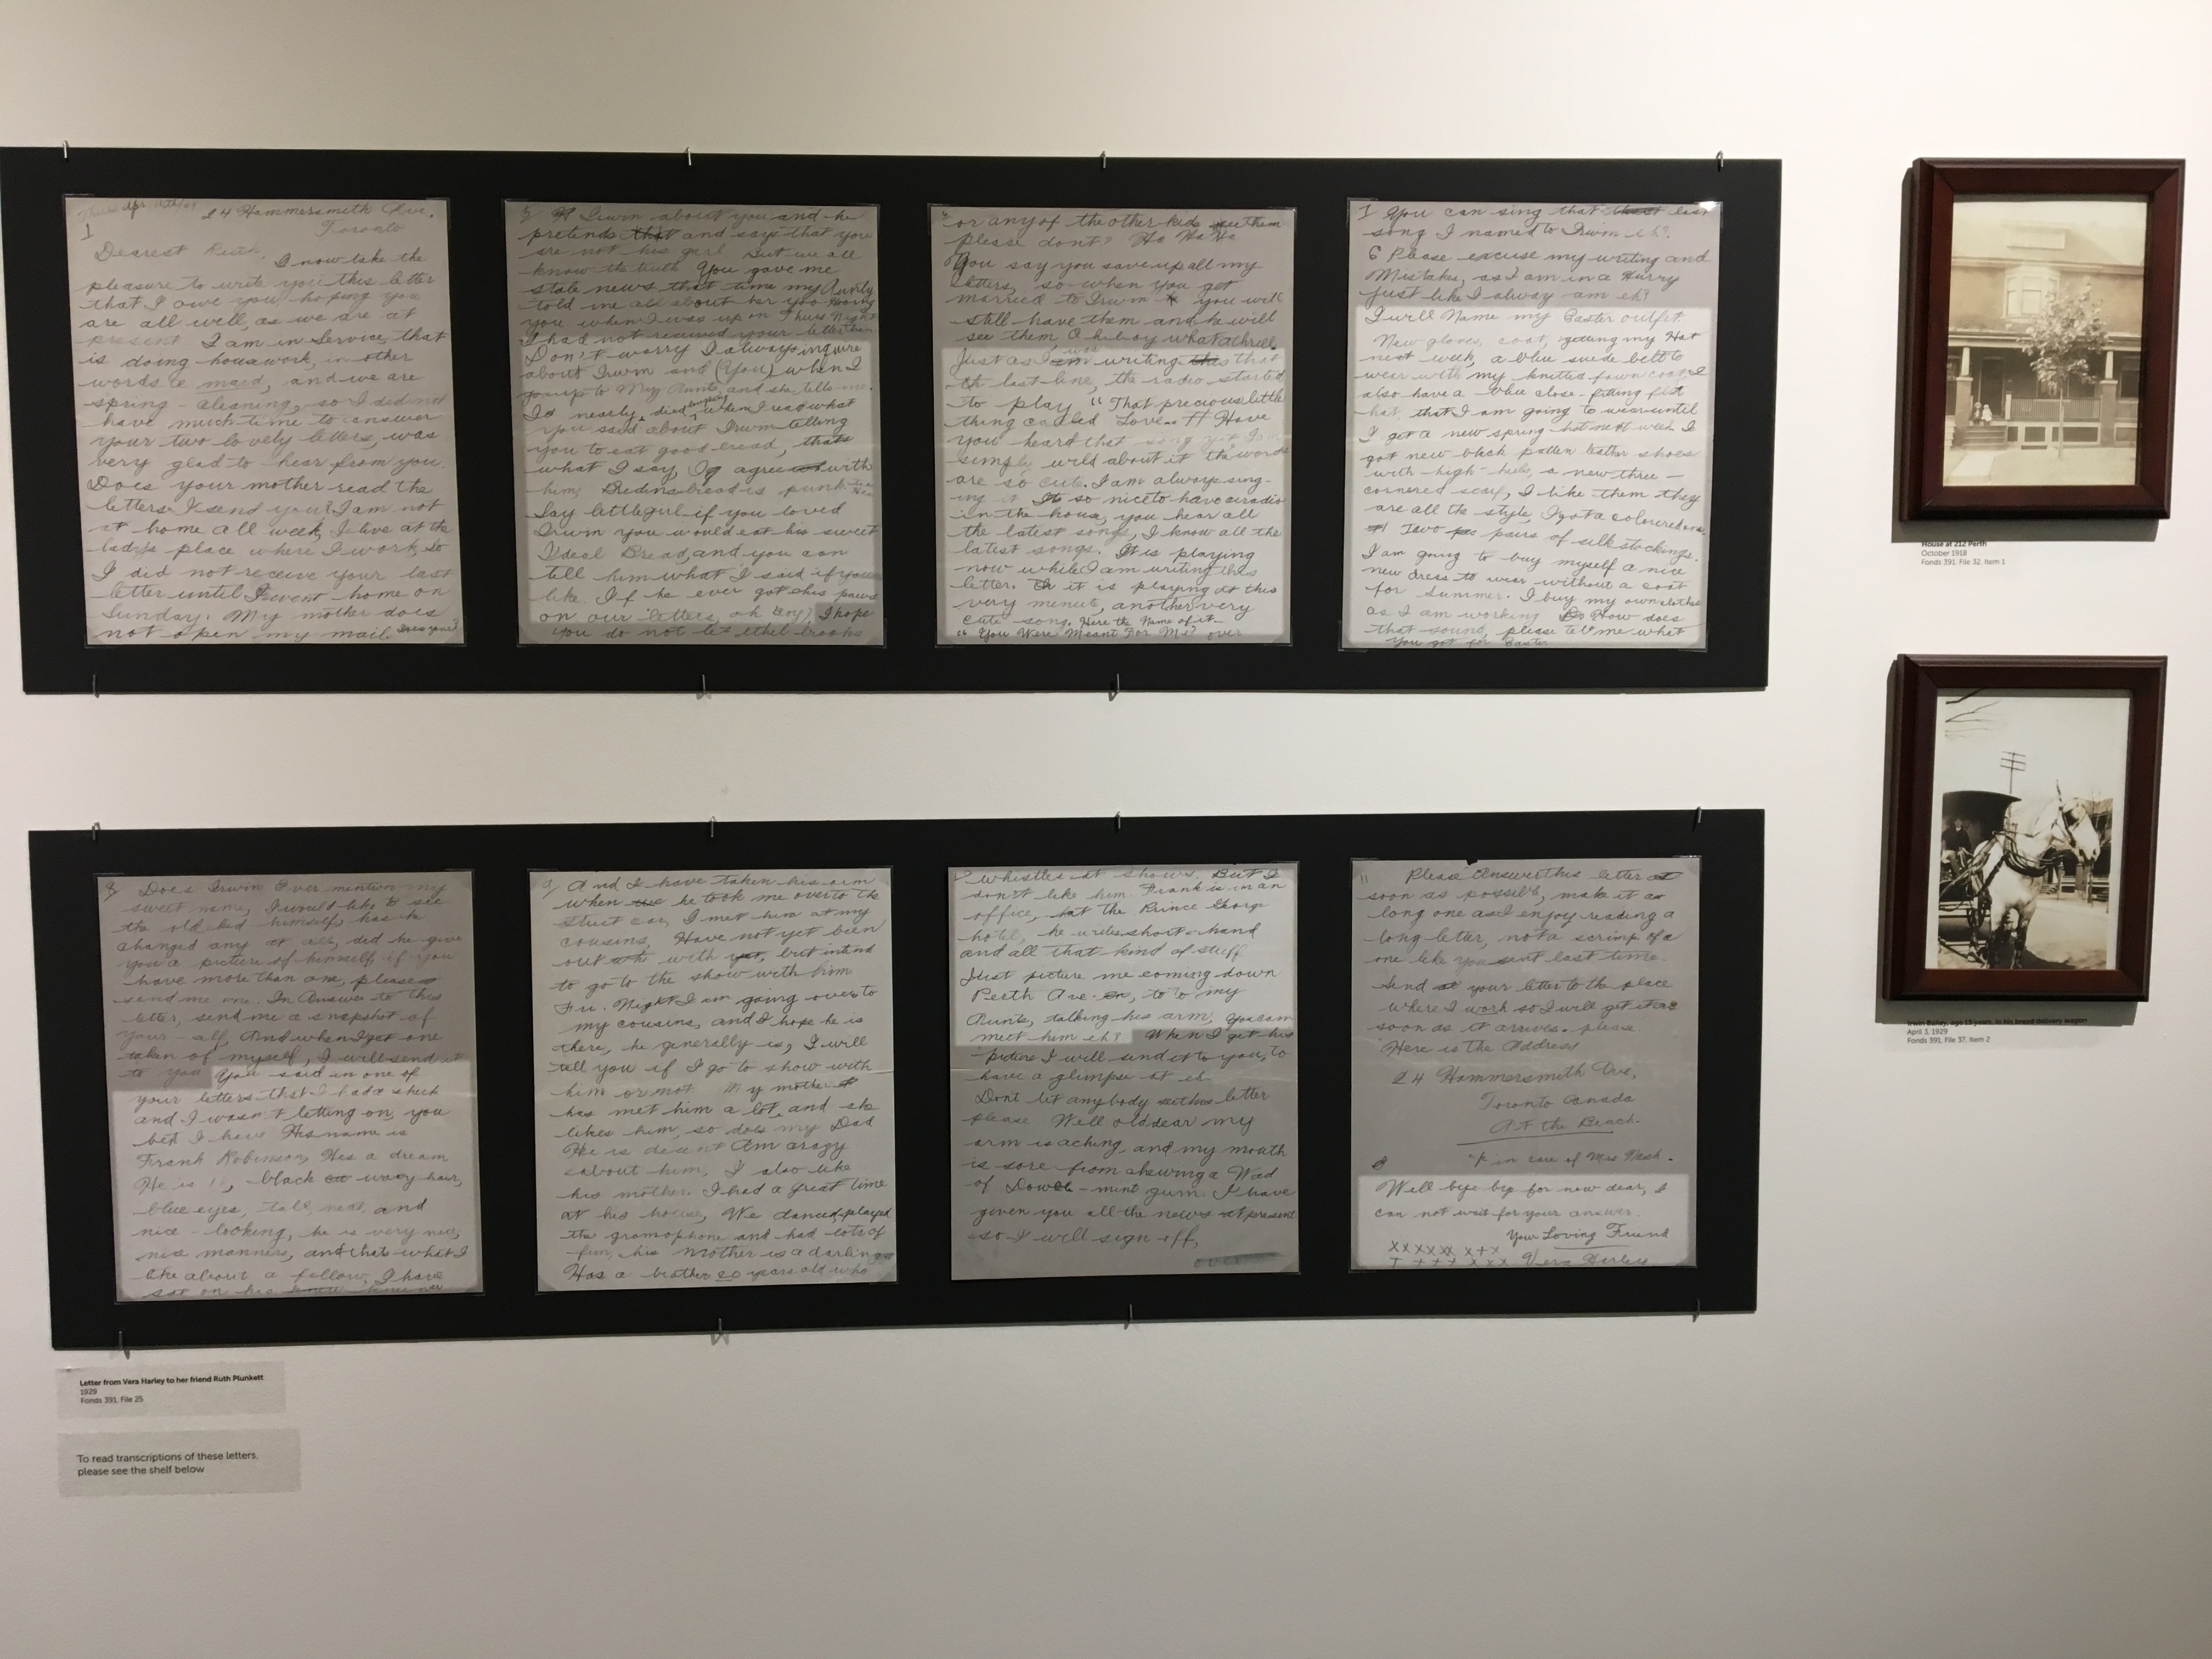 24 Hammersmith Ave.
Toronto
1
Dearest Ruth,
I now take the
pleasure to write you this letter
that I owe you hoping you
are all well, as we are at
present I am in Service, that
is doing housework, in other
words a maid, and we are
spring-cleaning, so I did not
have much time to answer
your two lovely letters, was
very glad to hear from you.
Does your mother read the
letters I send you? I am not
at home all week, I live at the
lady's place where I work, so
I did not receive your last
letter until I went home on
Sunday. My mother does
not open my mail. Does yours?
5 Irwin about you and he
pretends that and says that you
are not his girl But we all
know the truth You gave me
stale news that time my Aunty
told me all about her
you when I was up on Thurs Night
I had not received your letter then
Don't worry I always inquire
about Irwin and (You) when I
go up to My Aunts, and she tells me.
I nearly died laughing when I read what
you said about Irwin telling
you to eat good bread, thats
what I say, I agree with
him, Bredins bread is punk
Say little girl if you loved
Irwin you would eat his sweet
Ideal Bread, and you can
tell him what I said if you
like. If he ever got his paws
on our letters, oh boy), I hope
you do not let Ethel brooks
or any of the other kids see them
please dont? Ha Ha Ha
You say you save up all my
letters, so when you get
married to Irwin you will
still have them and he will
see them O hi boy what a thrill.
Just as I was writing this that
the last line, the radio started
to play "That precious little
thing called Love." Have
you heard that song yet I am
simply wild about it the words
are so cute. I am always sing-
ing it Its so nice to have a radio
in the house, you hear all
the latest songs, I know all the
latest songs. It is playing
now while I am writing this
letter. Oh it is playing at this
very minute, another very
cute song. Here the Name of it-
"You Were Meant For Me? over
7 You can sing that last
song I named to Irwin eh?
6 Please excuse my writing and
Mistakes, as I am in a Hurry
just like I alway am eh?
I will Name my Easter outfit
New gloves, coat, getting my Hat
next week, a blue suede belt to
wear with my knitted fawn coat, I
also have a blue close-fitting felt
hat, that I am going to wear until
I get a new spring hat next week I
got new black patten leather shoes
with high-heels, a new three-
cornered scarf, I like them they
are all the style, I got a coloured one
Two pairs of silk stockings.
I am going to buy myself a nice
new dress to wear without a coat
for summer. I buy my own clothes
as I am working How does
that sound, please tell me what
you got for Easter
8 Does Irwin Ever mention my
sweet name, I would like to see
the old kid himself, has he
changed any at all, did he give
you a picture of himself if you
have more than one, please
send me one. In Answer to this
letter, send me a snapshot of
your-self, And when I get one
taken of myself, I will send it
to you You said in one of
your letters that I had a sheck
and I wasn't letting on, you
bet I have His name is
Frank Robinson, Hes a dream
He is black wavy hair,
blue eyes, tall, neat, and
nice-looking, he is very nice,
nice manners, and thats what I
like about a fellow, I have
sat on his
9 And I have taken his arm
when he took me over to the
Street car, I met him at my
cousins, Have not yet been
out with yet, but intend
to go to the show with him
Fri. Night I am going over to
my cousins, and I hope he is
there, he generally is, I will
tell you if I go to show with
him or not My mother
has met him a lot, and she
likes him, so does my Dad
He is decent Am crazy
about him, I also like
his mother. I had a great time
at his house, We danced, played
the gramophone and had lots of
fun, his Mother is a darling
Has a brother 20 years old who
whistles at shows. But I
don't like him. Frank is in an
office, at the Prince George
hotel, he writes short-hand
and all that kind of stuff
Just picture me coming down
Perth Ave to my
Aunts, talking his arm, You can
meet him eh? When I get his
picture I will send it to you, to
have a glimpse at eh.
Don't let anybody see this letter
please Well old dear my
arm is aching, and my mouth
is sore from chewing a Wad
of mint gum. I have
given you all the news at present
so I will sign off,
over
11 Please Answer this letter as
soon as possible, make it as
long one as I enjoy reading a
long letter, not a scrimp of a
one like you sent last time.
Send your letter to the place
where I work so I will get it as
soon as it arrives. please
Here is the Address
24 Hammersmith Ave,
Toronto Canada
At the Beach.
in care of Mrs Nash.
Well bye bye for now dear, I
can not wait for your answer.
Your Loving Friend
Vera Harley
Letter from Vera Harley to her friend Ruth Plunkett
1929
Fonds 391, File 25
To read transcriptions of these letters,
please see the shelf below
House at 212 Perth
October 1918
Fonds 391, File 32, Item 1
Irwin Bailey, age 15 years, in his bread delivery wagon
April 3, 1929
Fonds 391, File 37, Item 2